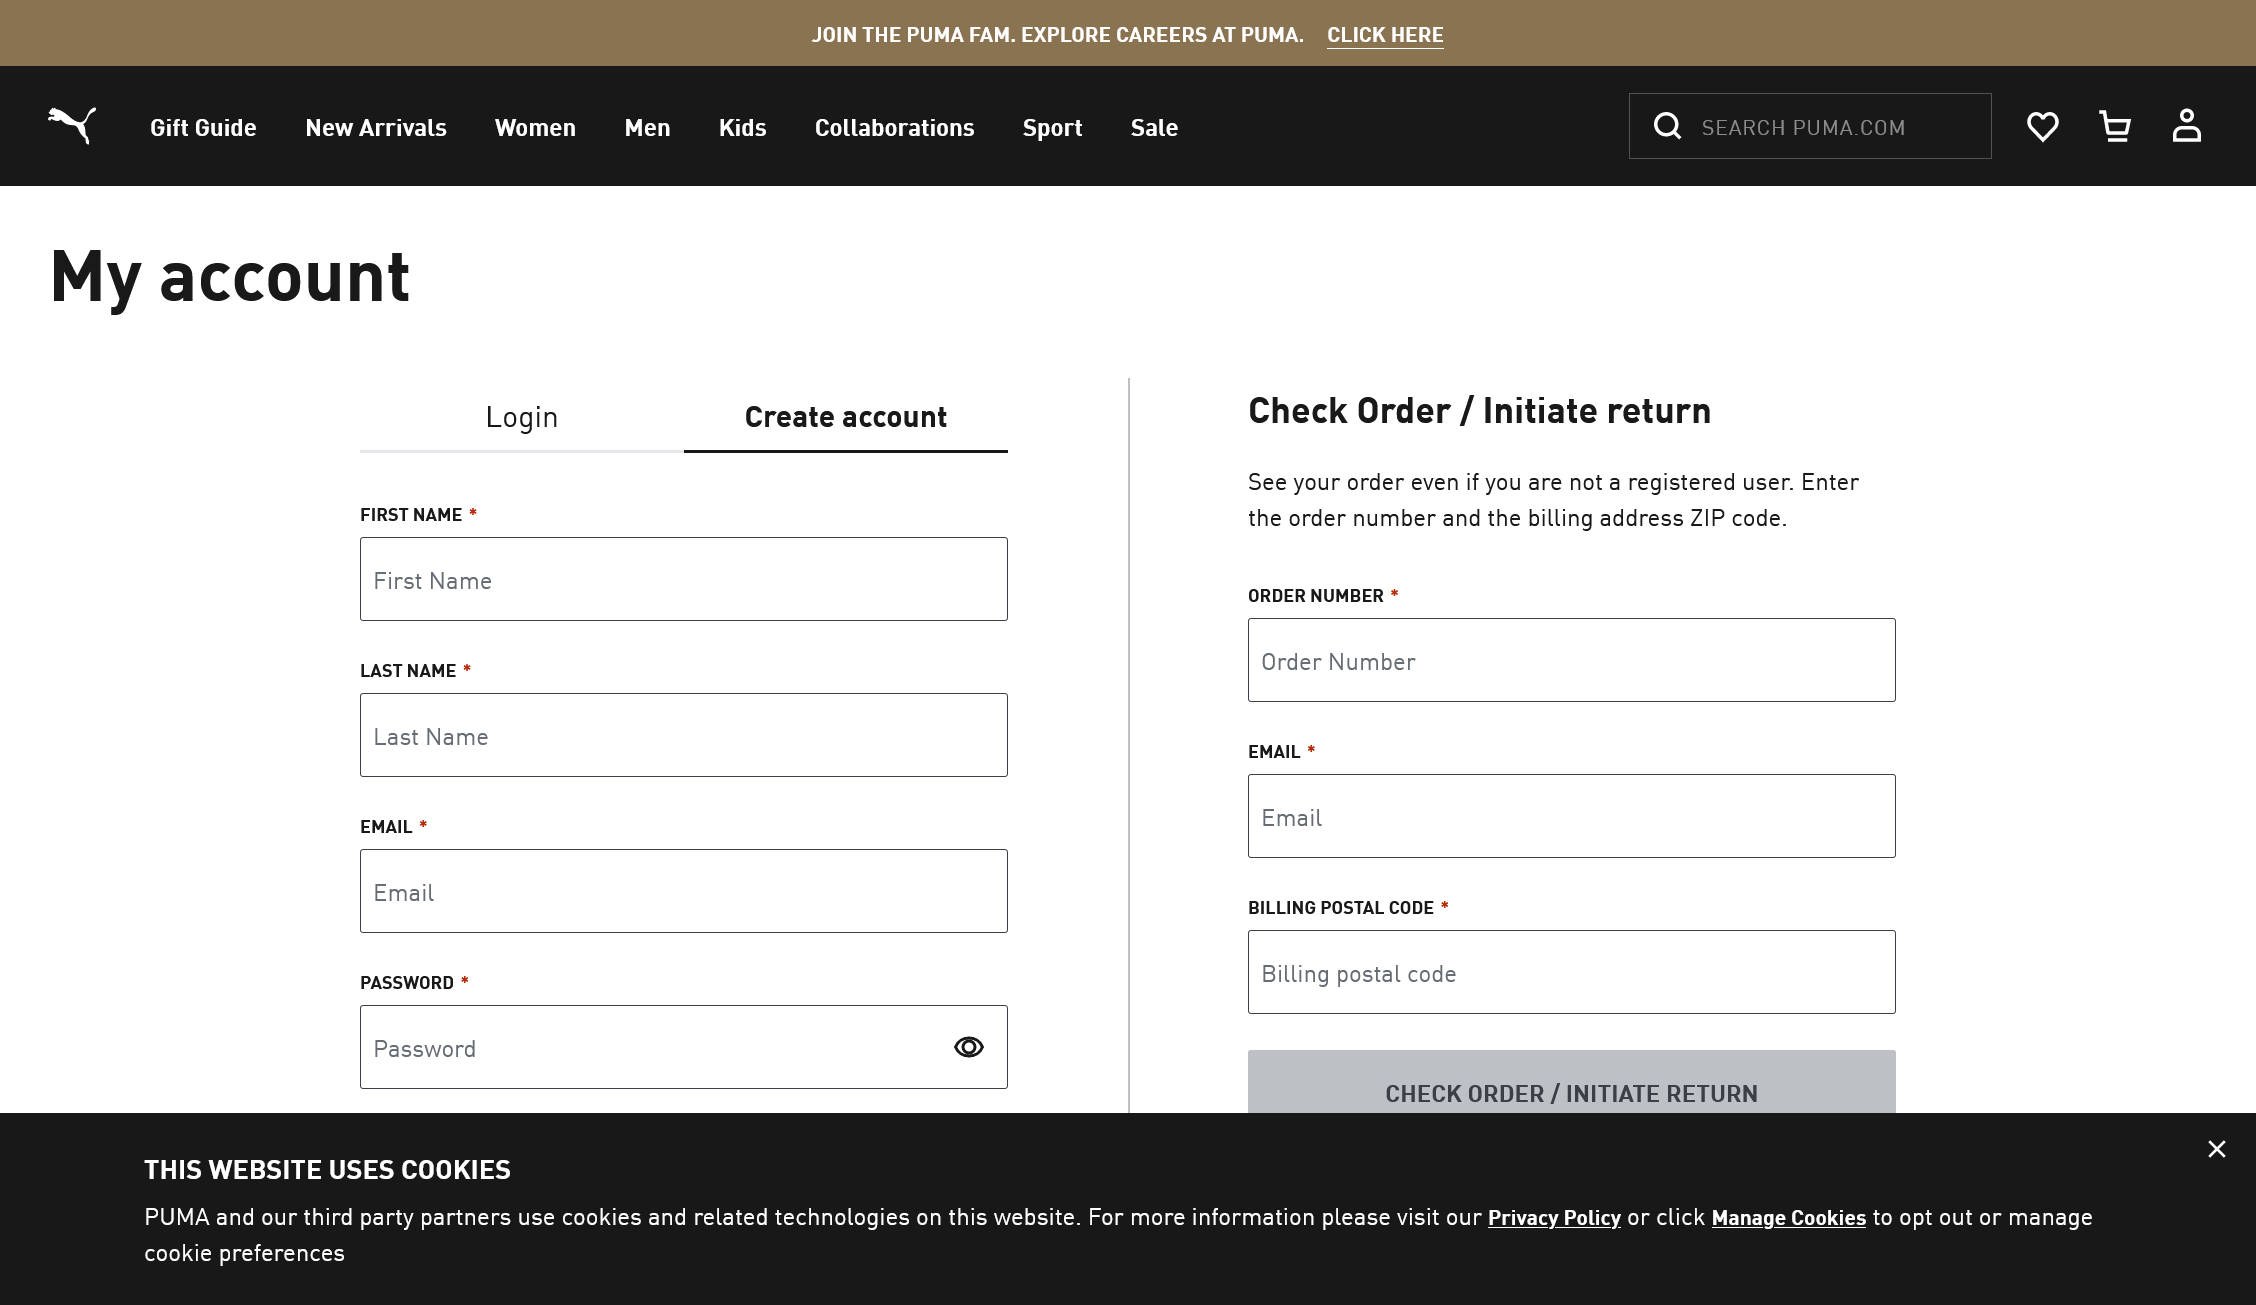 JOIN THE PUMA FAM. EXPLORE CAREERS AT PUMA. CLICK HERE
Gift Guide New Arrivals Women Men Kids Collaborations Sport Sale SEARCH PUMA.COM
My account
Login Create account
FIRST NAME *
First Name
LAST NAME *
Last Name
EMAIL *
Email
PASSWORD *
Password
Check Order / Initiate return
See your order even if you are not a registered user. Enter
the order number and the billing address ZIP code.
ORDER NUMBER *
Order Number
EMAIL *
Email
BILLING POSTAL CODE *
Billing postal code
CHECK ORDER / INITIATE RETURN
THIS WEBSITE USES COOKIES
PUMA and our third party partners use cookies and related technologies on this website. For more information please visit our Privacy Policy or click Manage Cookies to opt out or manage
cookie preferences